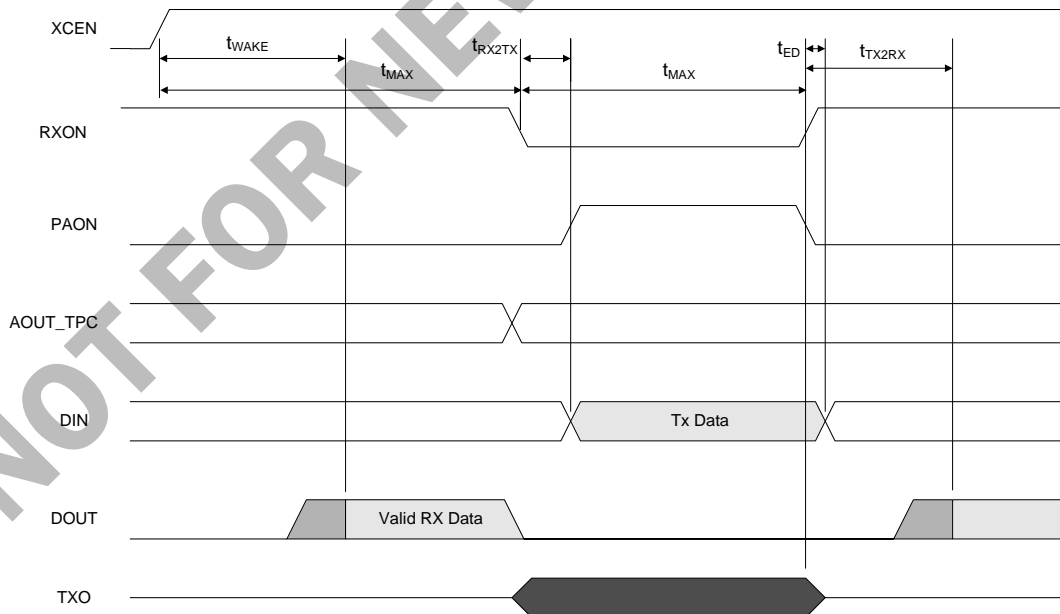 XCEN
tWAKE
tRX2TX
tED
tTX2RX
tMAX
tMAX
RXON
PAON
AOUT_TPC
DIN
Tx Data
DOUT
Valid RX Data
TXO
NOT FOR NE